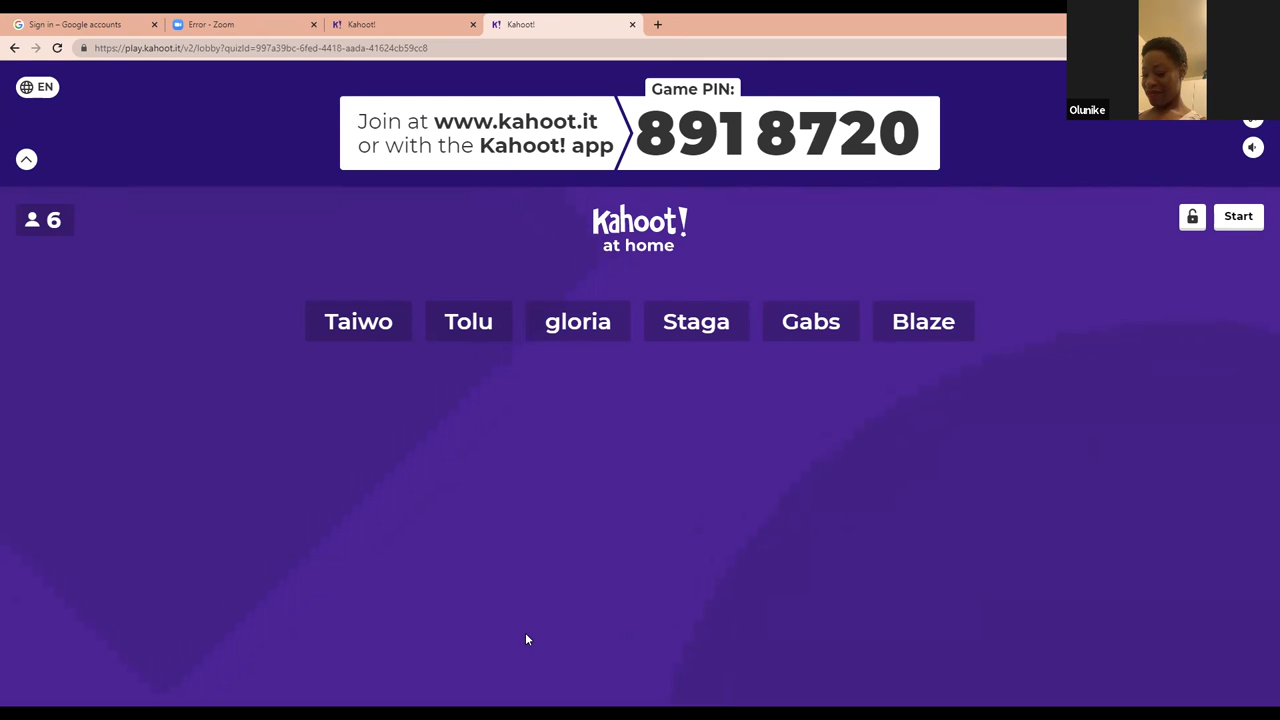 Sign in – Google accounts
Error - Zoom
Kahoot!
Kahoot!
https://play.kahoot.it/v2/lobby?quizId=997a39bc-6fed-4418-aada-41624cb59cc8
EN
Game PIN:
Join at www.kahoot.it
or with the Kahoot! app
891 8720
Olunike
6
Kahoot!
at home
Start
Taiwo
Tolu
gloria
Staga
Gabs
Blaze